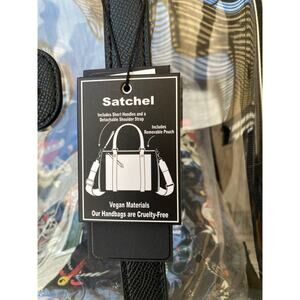 Satchel
Includes Short Handles and a
Detachable Shoulder Strap
Includes
Removable Pouch
Vegan Materials
Our Handbags are Cruelty-Free